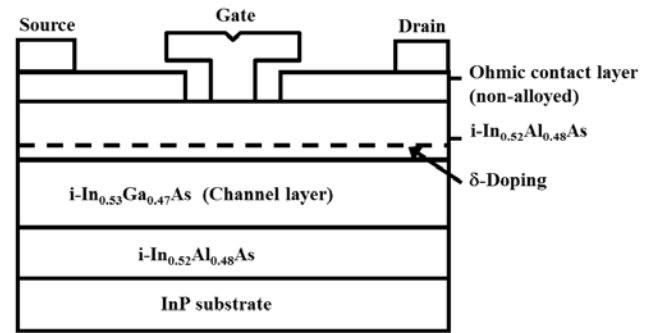 Source
Gate
Drain
Ohmic contact layer
(non-alloyed)
i-In₀.₅₂Al₀.₄₈As
δ-Doping
i-In₀.₅₃Ga₀.₄₇As (Channel layer)
i-In₀.₅₂Al₀.₄₈As
InP substrate